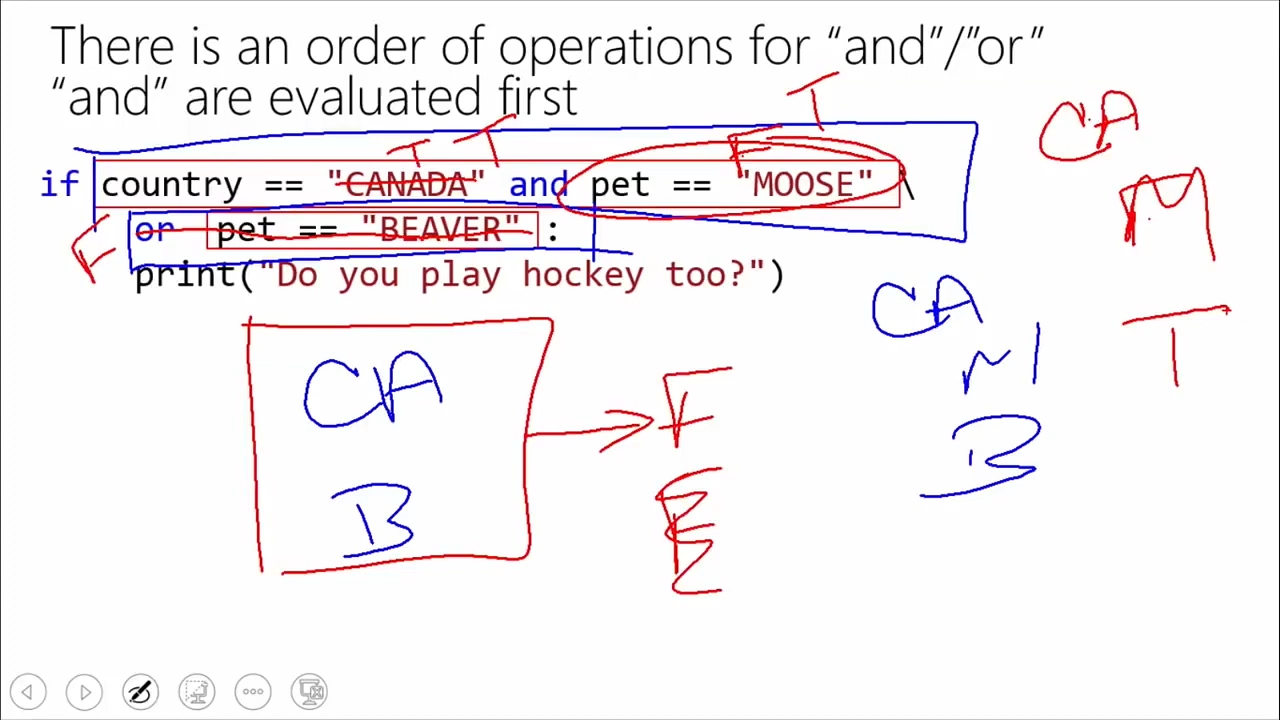 There is an order of operations for “and”/”or”
“and” are evaluated first
T
CA
T T F
if country == "CANADA" and pet == "MOOSE" \
M
F or pet == "BEAVER" :
print("Do you play hockey too?")
CA
T
M
CA
F
B
B